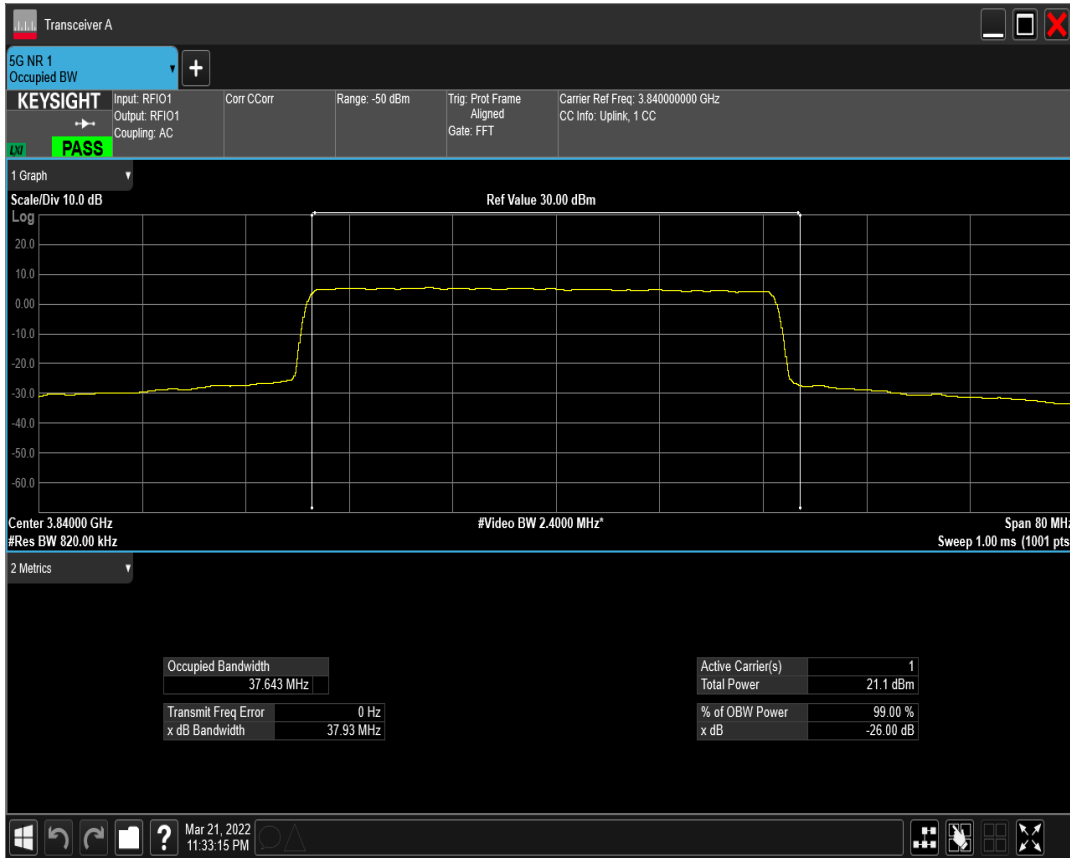 Transceiver A
5G NR 1
Occupied BW
+
KEYSIGHT
Input: RFIO1
Output: RFIO1
Coupling: AC
Corr CCorr
Range: -50 dBm
Trig: Prot Frame
Aligned
Gate: FFT
Carrier Ref Freq: 3.840000000 GHz
CC Info: Uplink, 1 CC
LXI
PASS
1 Graph
Scale/Div 10.0 dB
Ref Value 30.00 dBm
Log
20.0
10.0
0.00
-10.0
-20.0
-30.0
-40.0
-50.0
-60.0
Center 3.84000 GHz
#Video BW 2.4000 MHz*
Span 80 MHz
#Res BW 820.00 kHz
Sweep 1.00 ms (1001 pts
2 Metrics
Occupied Bandwidth
37.643 MHz
Transmit Freq Error 0 Hz
x dB Bandwidth 37.93 MHz
Active Carrier(s) 1
Total Power 21.1 dBm
% of OBW Power 99.00 %
x dB -26.00 dB
?
Mar 21, 2022
11:33:15 PM